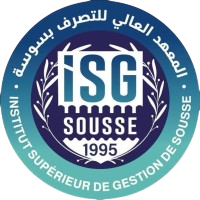 المعهد العالي للتصرف بسوسة
ISG
SOUSSE
1995
INSTITUT SUPÉRIEUR DE GESTION DE SOUSSE